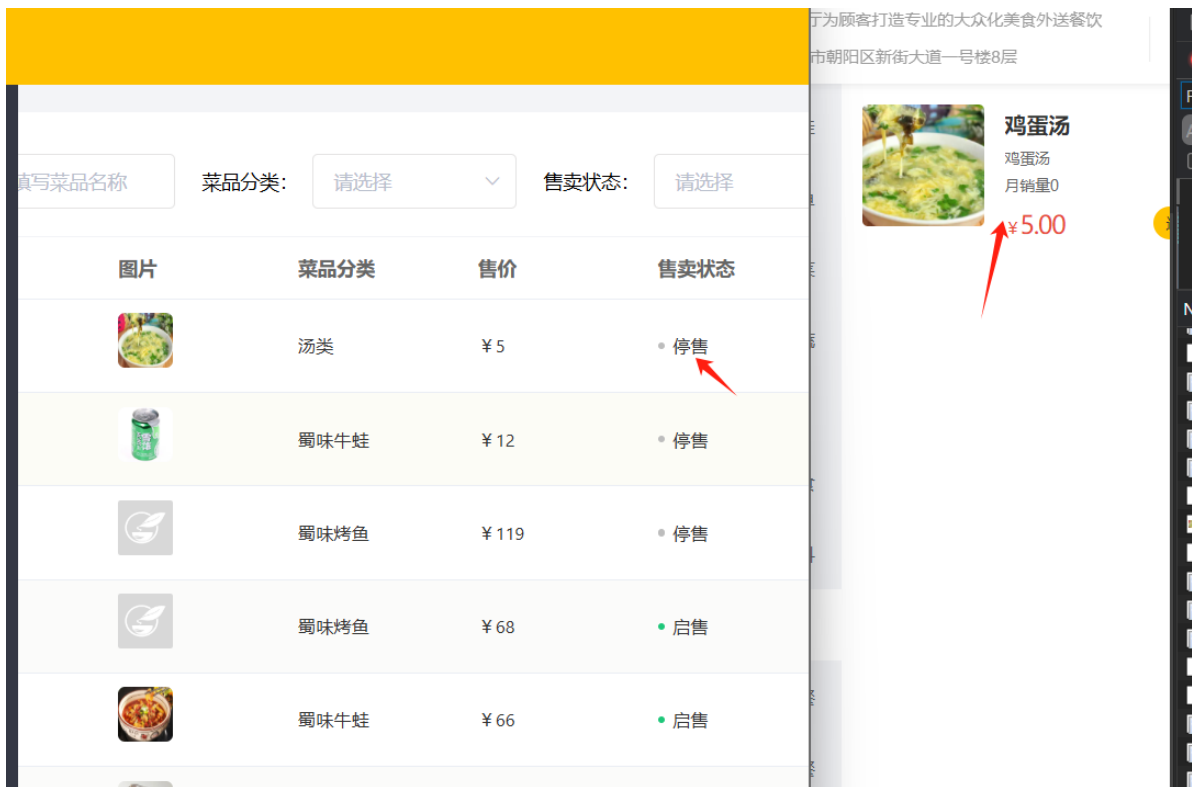 厅为顾客打造专业的大众化美食外送餐饮
市朝阳区新街大道一号楼8层
填写菜品名称 菜品分类： 请选择 售卖状态： 请选择
图片 菜品分类 售价 售卖状态
汤类 ￥5 停售
蜀味牛蛙 ￥12 停售
蜀味烤鱼 ￥119 停售
蜀味烤鱼 ￥68 启售
蜀味牛蛙 ￥66 启售
鸡蛋汤
鸡蛋汤
月销量0
￥5.00